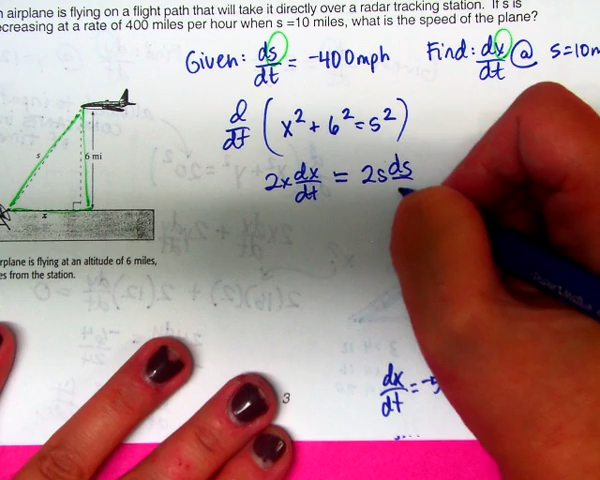 airplane is flying on a flight path that will take it directly over a radar tracking station. If s is
decreasing at a rate of 400 miles per hour when s =10 miles, what is the speed of the plane?
Given: ds/dt = -400mph Find: dx/dt @ s=10m
d/dt (x² + 6² = s²)
2x dx/dt = 2s ds
s
6 mi
x
rplane is flying at an altitude of 6 miles,
es from the station.
3
dx/dt =